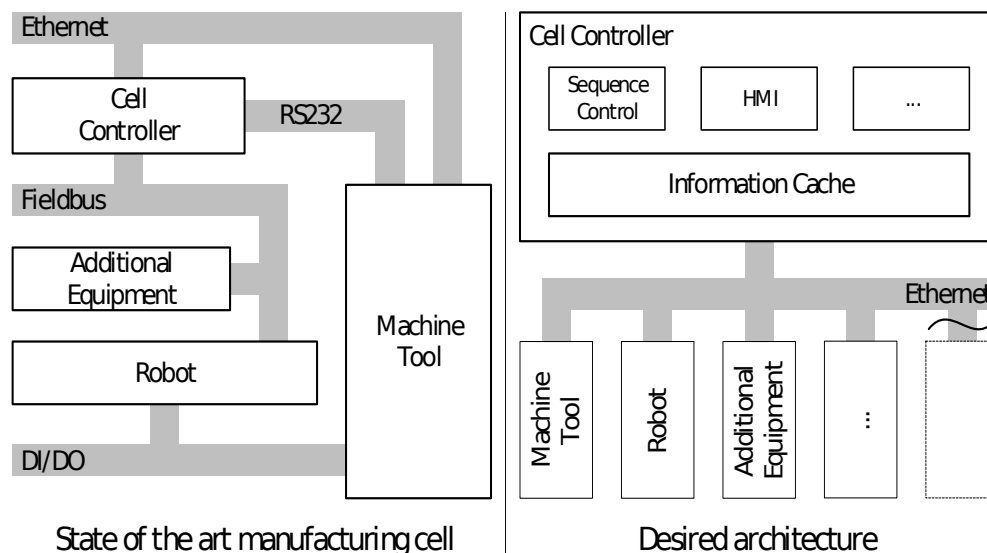 Ethernet
Cell
Controller
RS232
Fieldbus
Additional
Equipment
Robot
Machine
Tool
DI/DO
State of the art manufacturing cell
Cell Controller
Sequence
Control
HMI
...
Information Cache
Ethernet
Machine
Tool
Robot
Additional
Equipment
...
Desired architecture